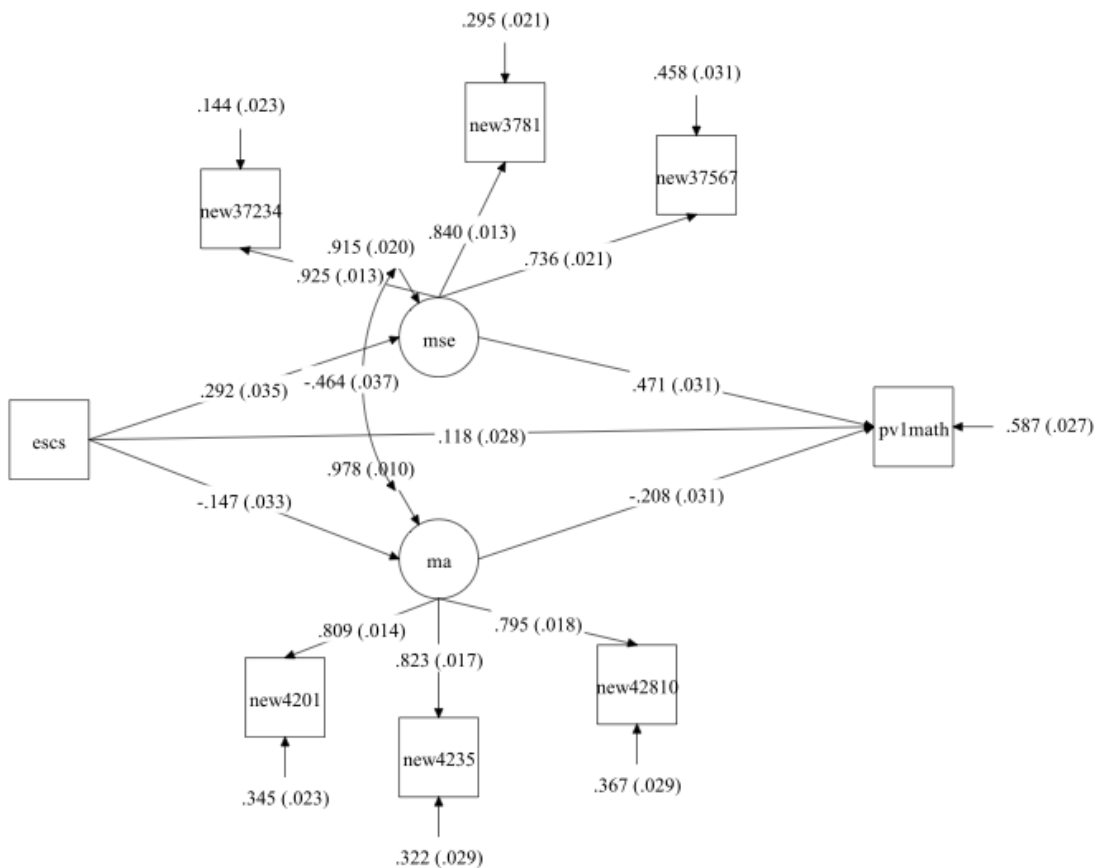 .295 (.021)
.458 (.031)
.144 (.023)
new3781
new37567
new37234
.840 (.013)
.915 (.020)
.736 (.021)
.925 (.013)
mse
.292 (.035)
-.464 (.037)
.471 (.031)
escs
.118 (.028)
pv1math
.587 (.027)
.978 (.010)
-.147 (.033)
-.208 (.031)
ma
.809 (.014)
.795 (.018)
.823 (.017)
new4201
new42810
new4235
.345 (.023)
.367 (.029)
.322 (.029)